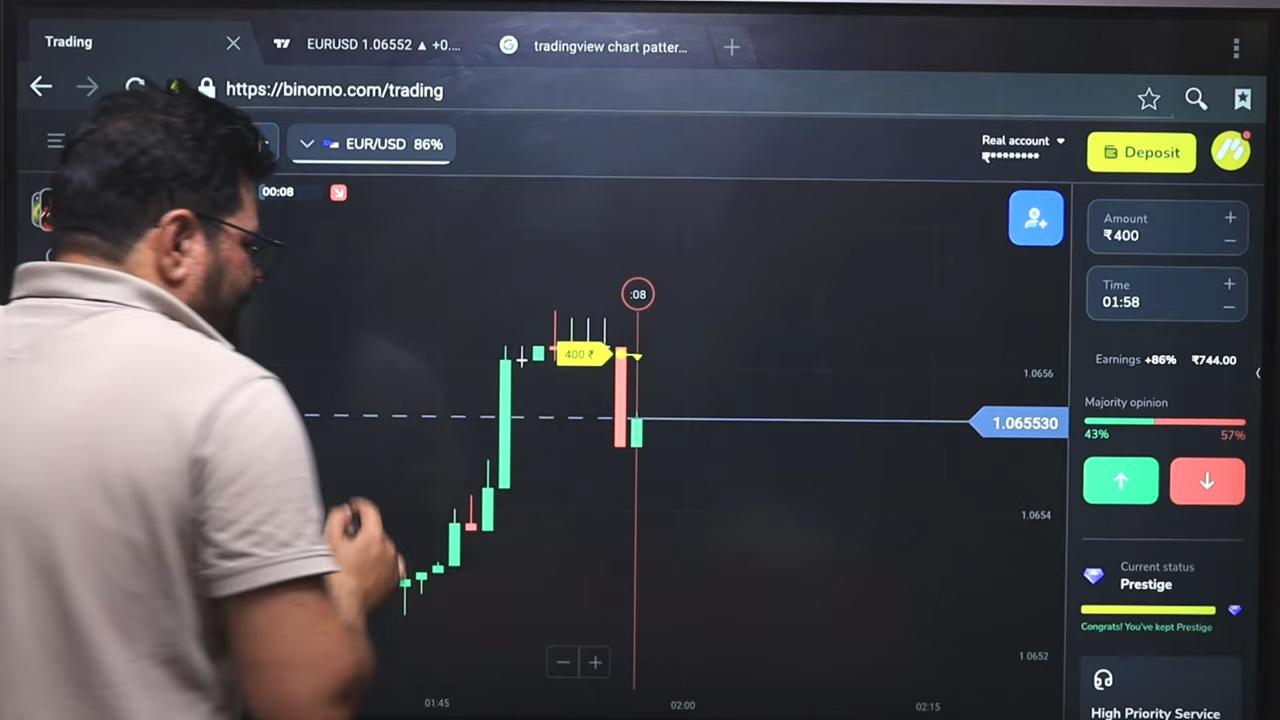 Trading
EURUSD 1.06552 ▲ +0....
tradingview chart patter...
https://binomo.com/trading
EUR/USD 86%
Real account
₹********
Deposit
00:08
Amount
₹400
Time
01:58
:08
400 ₹
Earnings +86% ₹744.00
1.0656
Majority opinion
1.065530
43% 57%
1.0654
Current status
Prestige
Congrats! You've kept Prestige
1.0652
01:45 02:00 02:15
High Priority Service